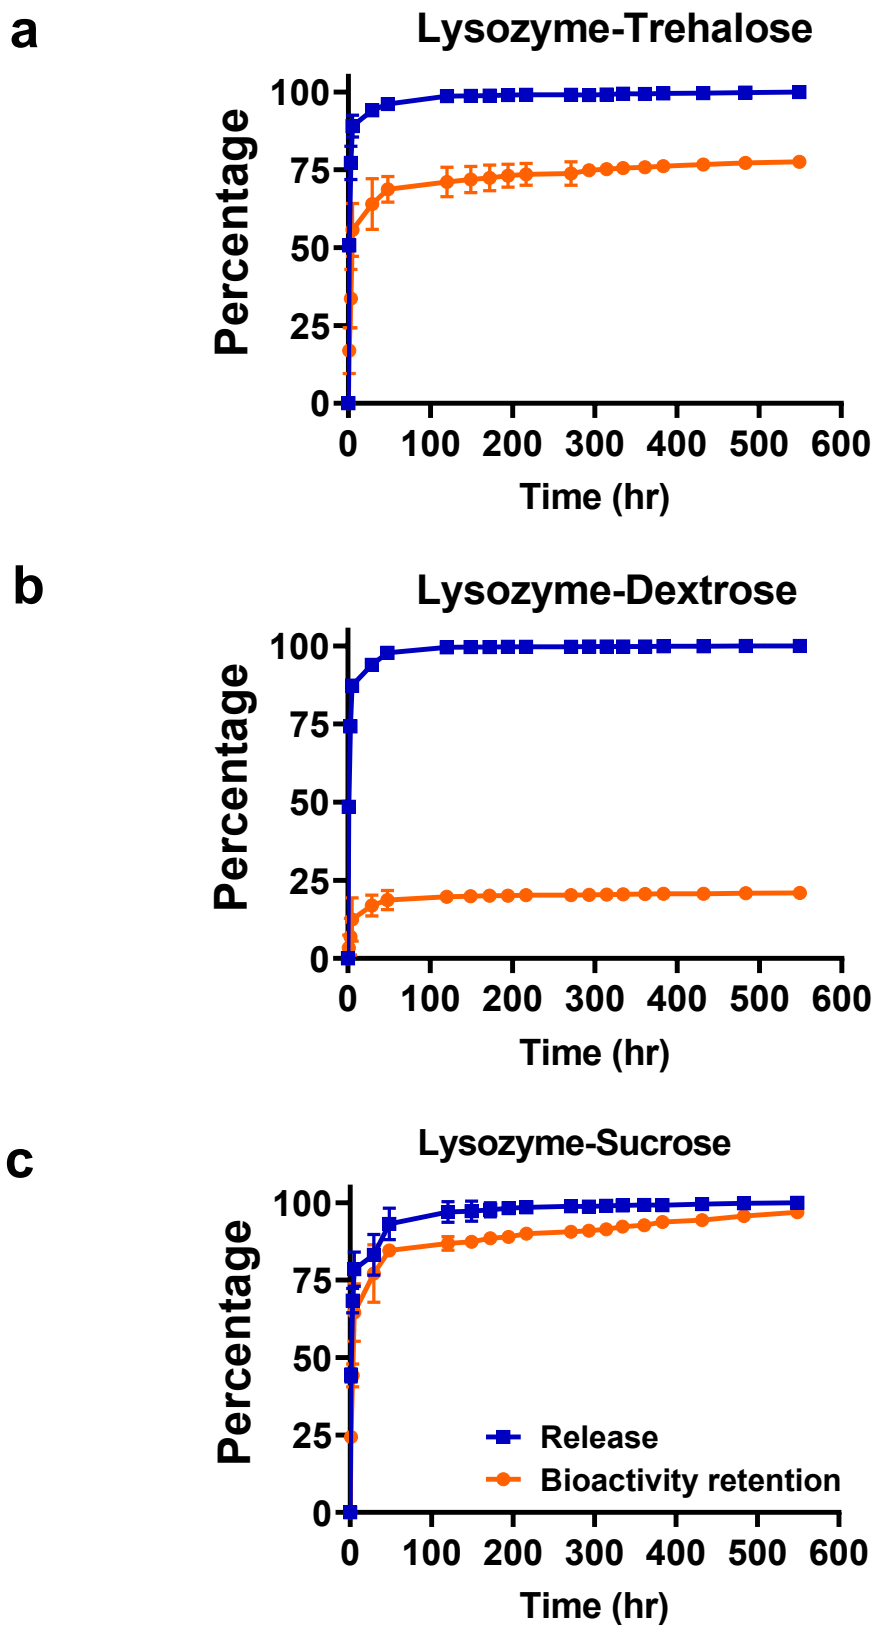 a
Lysozyme-Trehalose
Percentage
100
75
50
25
0
0 100 200 300 400 500 600
Time (hr)
b
Lysozyme-Dextrose
Percentage
100
75
50
25
0
0 100 200 300 400 500 600
Time (hr)
c
Lysozyme-Sucrose
Percentage
100
75
50
25
0
Release
Bioactivity retention
0 100 200 300 400 500 600
Time (hr)